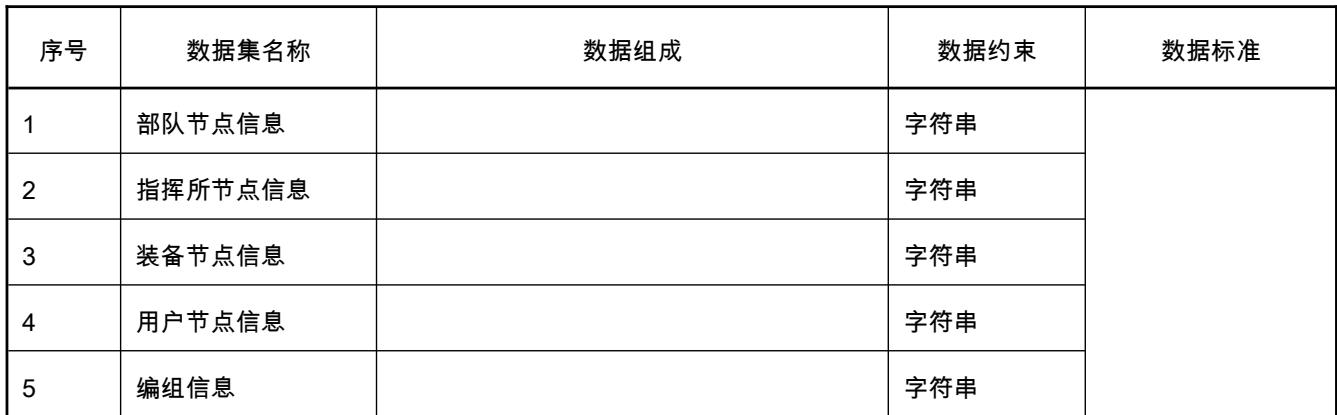 序号 数据集名称 数据组成 数据约束 数据标准
1 部队节点信息 字符串
2 指挥所节点信息 字符串
3 装备节点信息 字符串
4 用户节点信息 字符串
5 编组信息 字符串